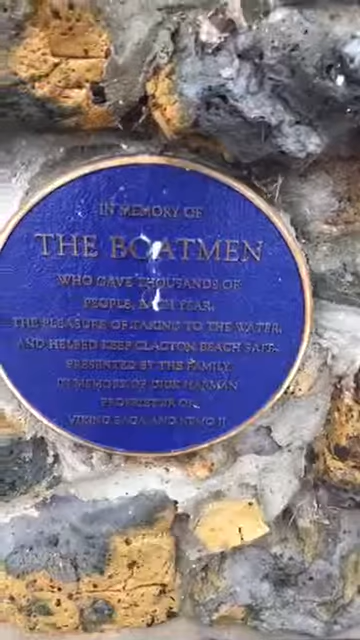 IN MEMORY OF
THE BOATMEN
WHO GAVE THOUSANDS OF
PEOPLE, EACH YEAR,
THE PLEASURE OF TAKING TO THE WATER,
AND HELPED KEEP CLACTON BEACH SAFE.
PRESENTED BY THE FAMILY
IN MEMORY OF DICK HARMAN
PROPRIETOR OF
VIKING SAGA AND NEMO II